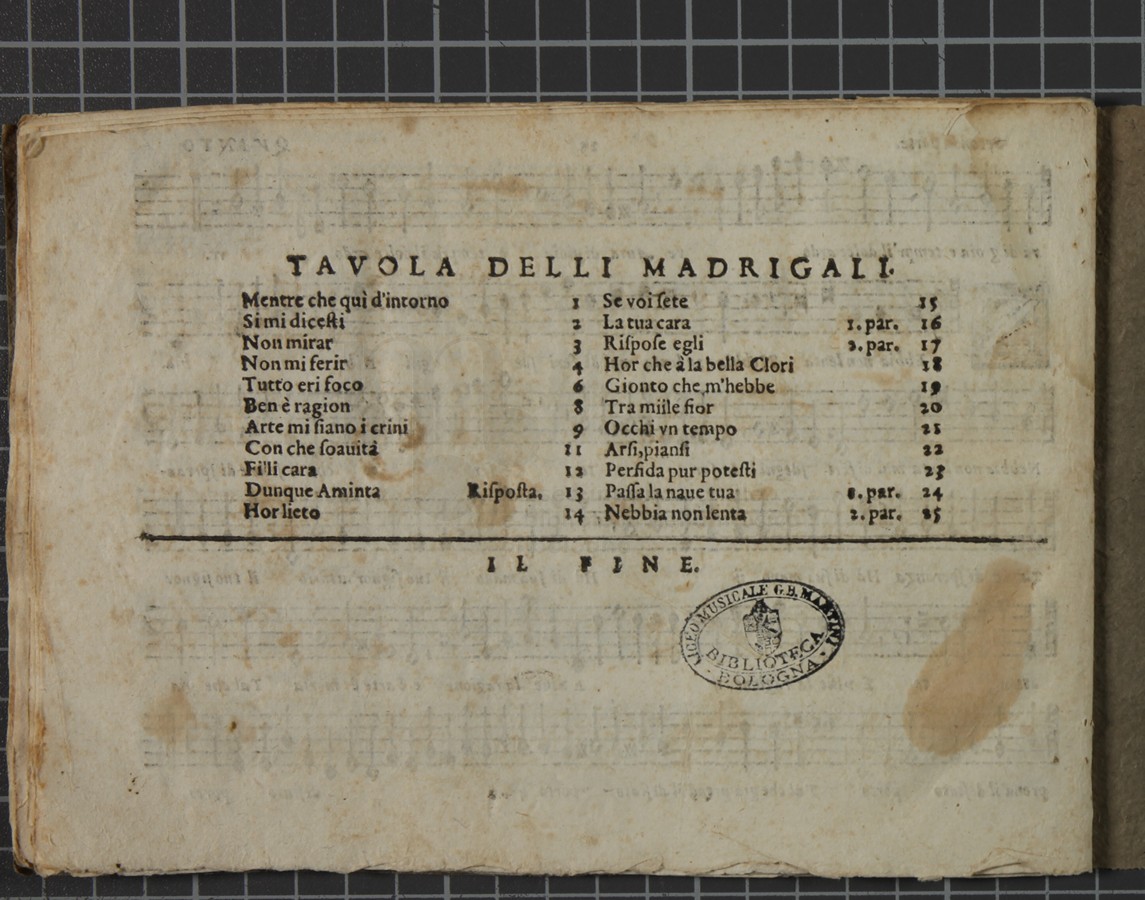 TAVOLA DELLI MADRIGALI.
Mentre che quì d'intorno 1
Si mi dicesti 2
Non mirar 3
Non mi ferir 4
Tutto eri foco 6
Ben è ragion 8
Arte mi siano i crini 9
Con che soauità 11
Filli cara 12
Dunque Aminta Risposta. 13
Hor lieto 14
Se voi sete 15
La tua cara 1. par. 16
Rispose egli 2. par. 17
Hor che à la bella Clori 18
Gionto che m'hebbe 19
Tra mille fior 20
Occhi vn tempo 21
Arsi, piansi 22
Perfida pur potesti 23
Passa la naue tua 1. par. 24
Nebbia non lenta 2. par. 25
IL FINE.
LICEO MUSICALE G.B. MARTINI
BIBLIOTECA
BOLOGNA